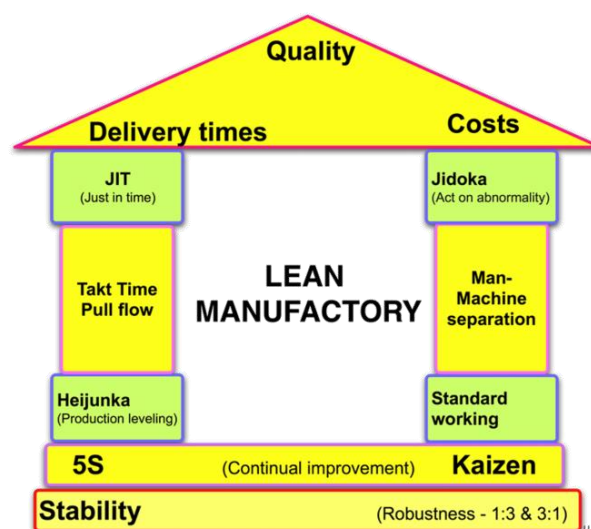 Quality
Delivery times
Costs
JIT
(Just in time)
Jidoka
(Act on abnormality)
Takt Time
Pull flow
LEAN
MANUFACTORY
Man-
Machine
separation
Heijunka
(Production leveling)
Standard
working
5S (Continual improvement) Kaizen
Stability (Robustness - 1:3 & 3:1)